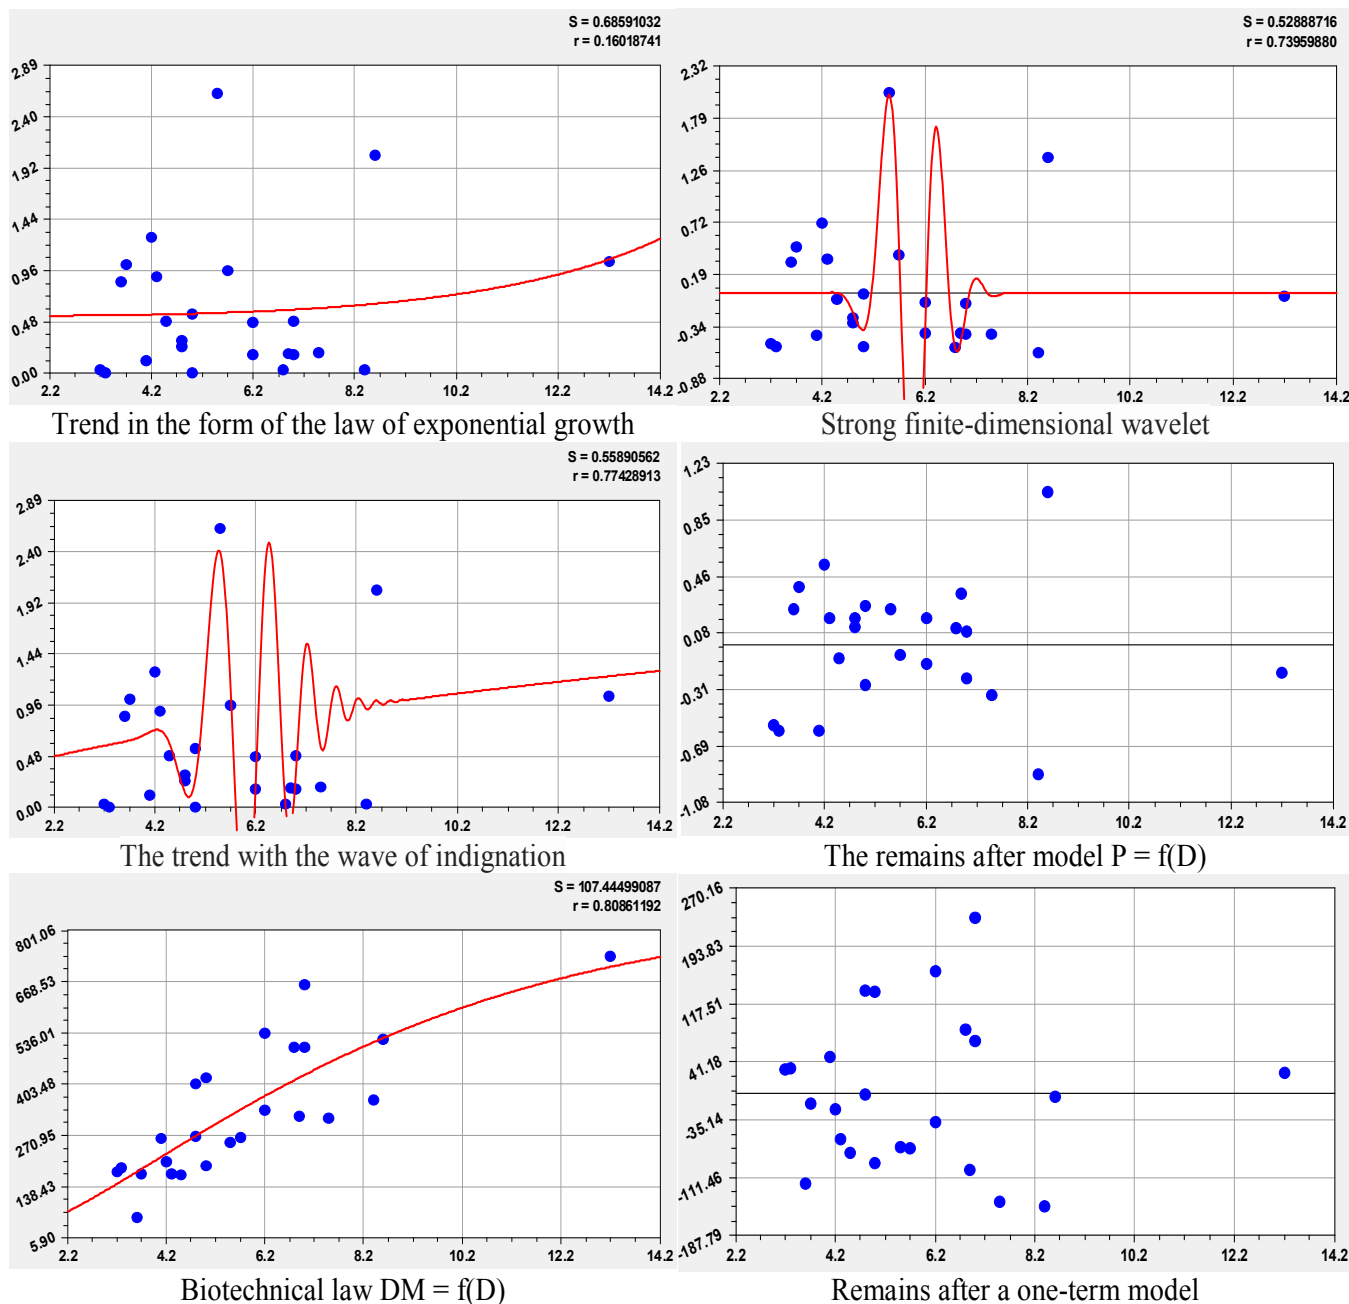 S = 0.68591032
r = 0.16018741
2.89
2.40
1.92
1.44
0.96
0.48
0.00
2.2 4.2 6.2 8.2 10.2 12.2 14.2
Trend in the form of the law of exponential growth
S = 0.52888716
r = 0.73959880
2.32
1.79
1.26
0.72
0.19
-0.34
-0.88
2.2 4.2 6.2 8.2 10.2 12.2 14.2
Strong finite-dimensional wavelet
S = 0.55890562
r = 0.77428913
2.89
2.40
1.92
1.44
0.96
0.48
0.00
2.2 4.2 6.2 8.2 10.2 12.2 14.2
The trend with the wave of indignation
1.23
0.85
0.46
0.08
-0.31
-0.69
-1.08
2.2 4.2 6.2 8.2 10.2 12.2 14.2
The remains after model P = f(D)
S = 107.44499087
r = 0.80861192
801.06
668.53
536.01
403.48
270.95
138.43
5.90
2.2 4.2 6.2 8.2 10.2 12.2 14.2
Biotechnical law DM = f(D)
270.16
193.83
117.51
41.18
-35.14
-111.46
-187.79
2.2 4.2 6.2 8.2 10.2 12.2 14.2
Remains after a one-term model